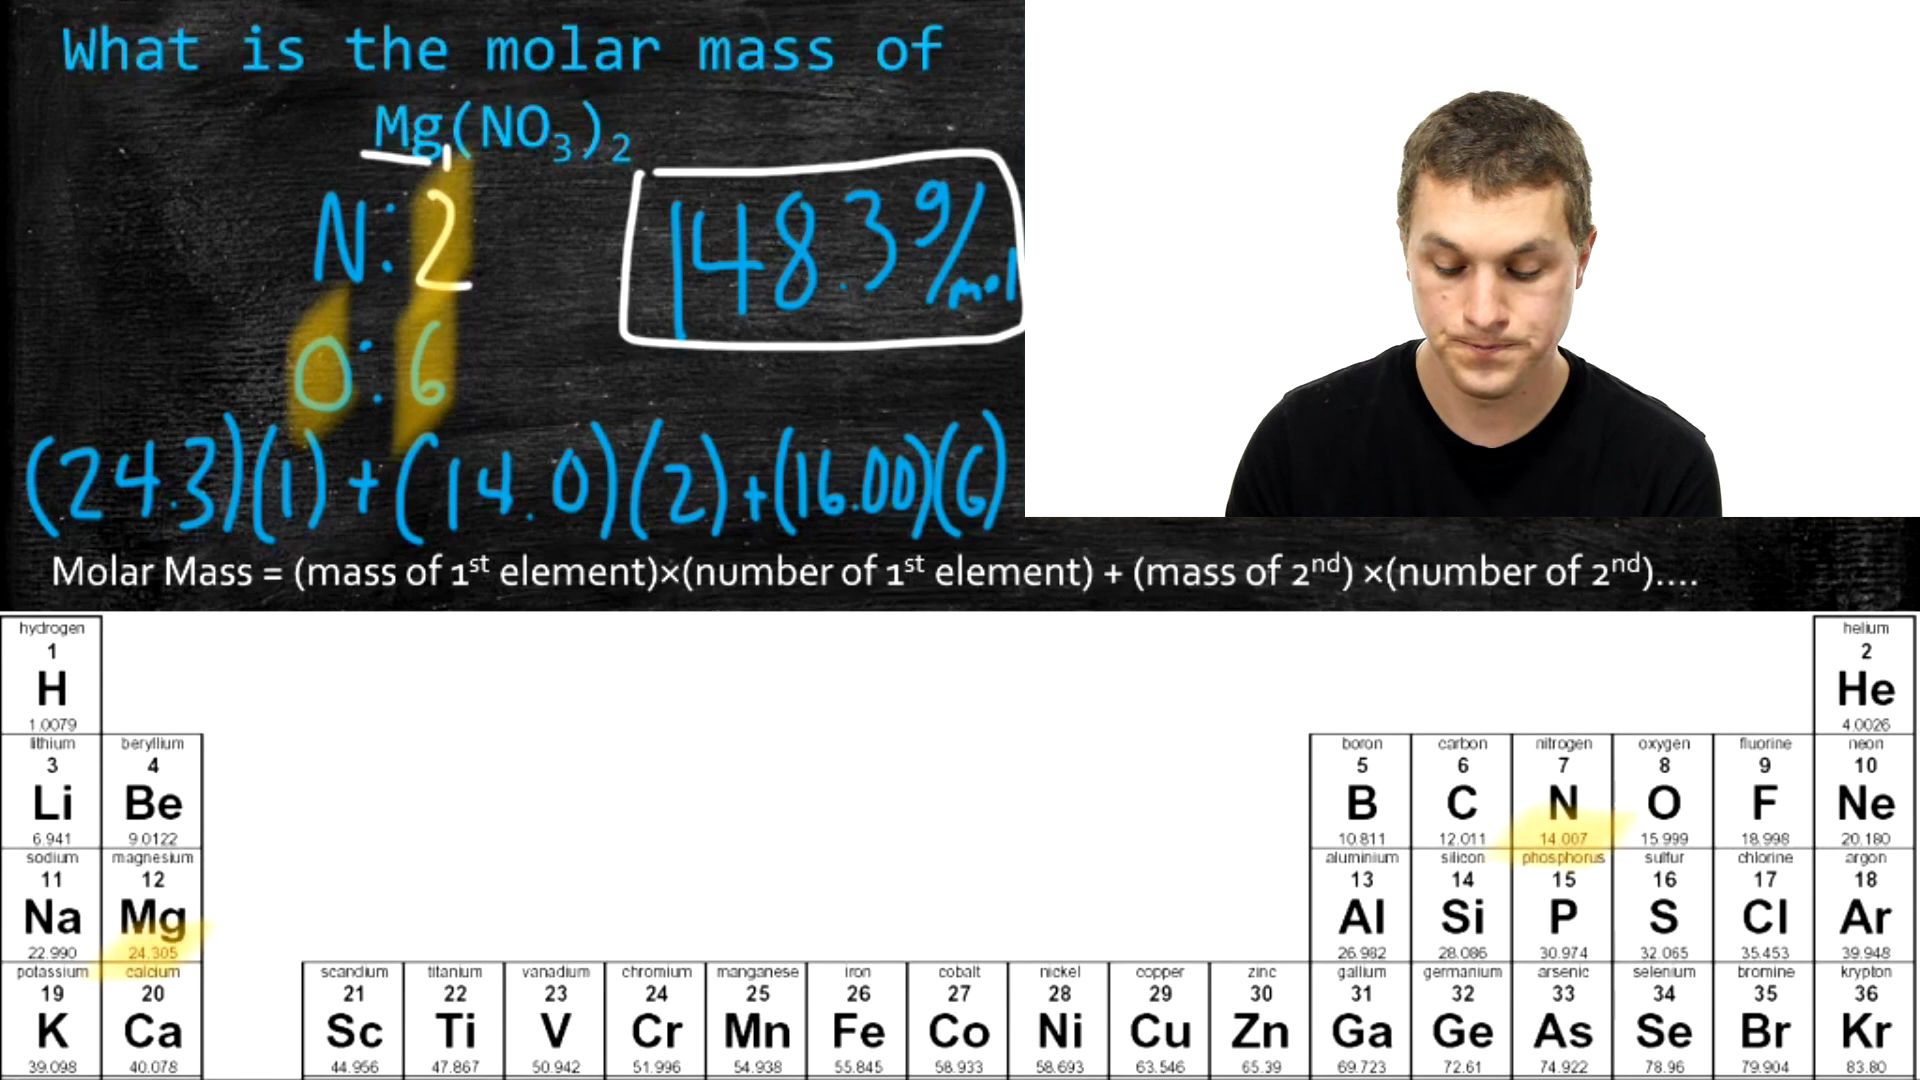 What is the molar mass of
Mg(NO₃)₂
N: 2
148.3 g/mol
O: 6
(24.3)(1)+(14.0)(2)+(16.00)(6)
Molar Mass = (mass of 1st element)×(number of 1st element) + (mass of 2nd) ×(number of 2nd)....
hydrogen helium
1 2
H He
1.0079 4.0026
lithium beryllium boron carbon nitrogen oxygen fluorine neon
3 4 5 6 7 8 9 10
Li Be B C N O F Ne
6.941 9.0122 10.811 12.011 14.007 15.999 18.998 20.180
sodium magnesium aluminium silicon phosphorus sulfur chlorine argon
11 12 13 14 15 16 17 18
Na Mg Al Si P S Cl Ar
22.990 24.305 26.982 28.086 30.974 32.065 35.453 39.948
potassium calcium scandium titanium vanadium chromium manganese iron cobalt nickel copper zinc gallium germanium arsenic selenium bromine krypton
19 20 21 22 23 24 25 26 27 28 29 30 31 32 33 34 35 36
K Ca Sc Ti V Cr Mn Fe Co Ni Cu Zn Ga Ge As Se Br Kr
39.098 40.078 44.956 47.867 50.942 51.996 54.938 55.845 58.933 58.693 63.546 65.39 69.723 72.61 74.922 78.96 79.904 83.80